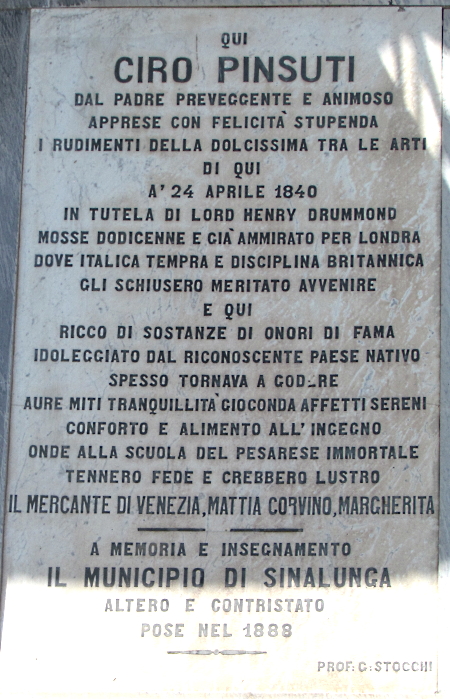 QUI
CIRO PINSUTI
DAL PADRE PREVEGGENTE E ANIMOSO
APPRESE CON FELICITÀ STUPENDA
I RUDIMENTI DELLA DOLCISSIMA TRA LE ARTI
DI QUI
A' 24 APRILE 1840
IN TUTELA DI LORD HENRY DRUMMOND
MOSSE DODICENNE E GIÀ AMMIRATO PER LONDRA
DOVE ITALICA TEMPRA E DISCIPLINA BRITANNICA
GLI SCHIUSERO MERITATO AVVENIRE
E QUI
RICCO DI SOSTANZE DI ONORI DI FAMA
IDOLEGGIATO DAL RICONOSCENTE PAESE NATIVO
SPESSO TORNAVA A GODERE
AURE MITI TRANQUILLITÀ GIOCONDA AFFETTI SERENI
CONFORTO E ALIMENTO ALL'INGEGNO
ONDE ALLA SCUOLA DEL PESARESE IMMORTALE
TENNERO FEDE E CREBBERO LUSTRO
IL MERCANTE DI VENEZIA, MATTIA CORVINO, MARGHERITA
A MEMORIA E INSEGNAMENTO
IL MUNICIPIO DI SINALUNGA
ALTERO E CONTRISTATO
POSE NEL 1888
PROF: G: STOCCHI